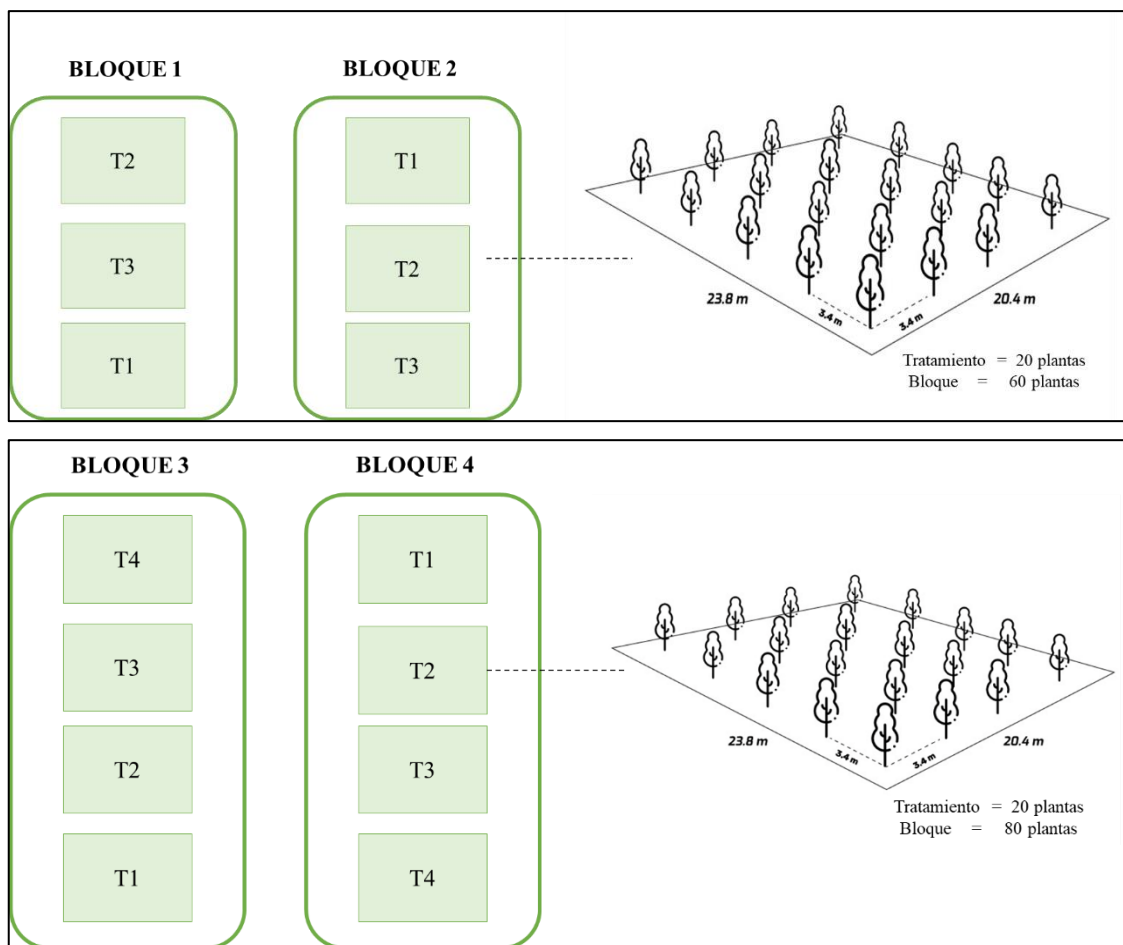 BLOQUE 1
BLOQUE 2
T2
T3
T1
T1
T2
T3
23.8 m
3.4 m
3.4 m
20.4 m
Tratamiento = 20 plantas
Bloque = 60 plantas
BLOQUE 3
BLOQUE 4
T4
T3
T2
T1
T1
T2
T3
T4
23.8 m
3.4 m
3.4 m
20.4 m
Tratamiento = 20 plantas
Bloque = 80 plantas